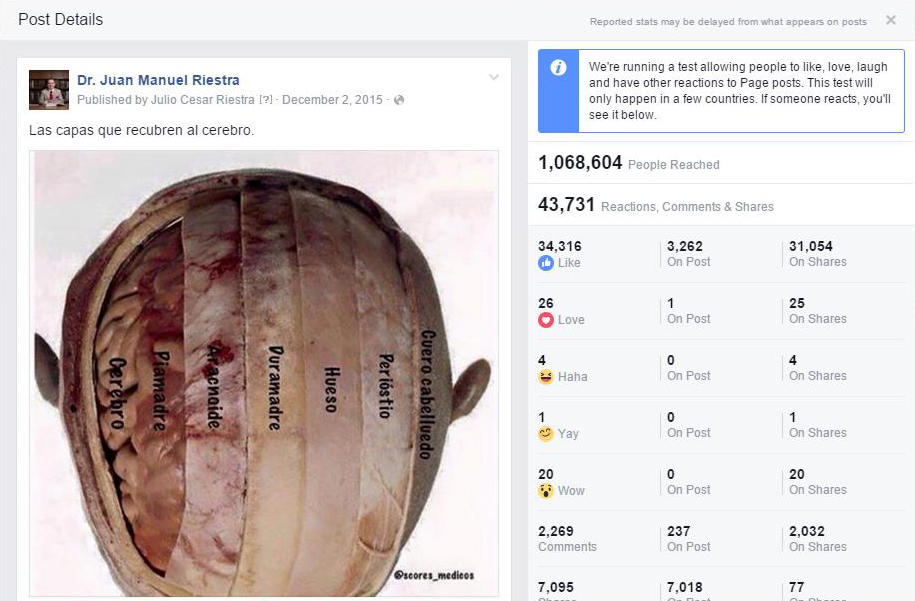 Post Details
Reported stats may be delayed from what appears on posts
Dr. Juan Manuel Riestra
Published by Julio Cesar Riestra [?] · December 2, 2015 ·
Las capas que recubren al cerebro.
Cerebro
Piamadre
Aracnoide
Duramadre
Hueso
Perióstio
Cuero cabelluedo
@scores_medicos
We're running a test allowing people to like, love, laugh
and have other reactions to Page posts. This test will
only happen in a few countries. If someone reacts, you'll
see it below.
1,068,604 People Reached
43,731 Reactions, Comments & Shares
34,316 3,262 31,054
Like On Post On Shares
26 1 25
Love On Post On Shares
4 0 4
Haha On Post On Shares
1 0 1
Yay On Post On Shares
20 0 20
Wow On Post On Shares
2,269 237 2,032
Comments On Post On Shares
7,095 7,018 77
Shares On Post On Shares